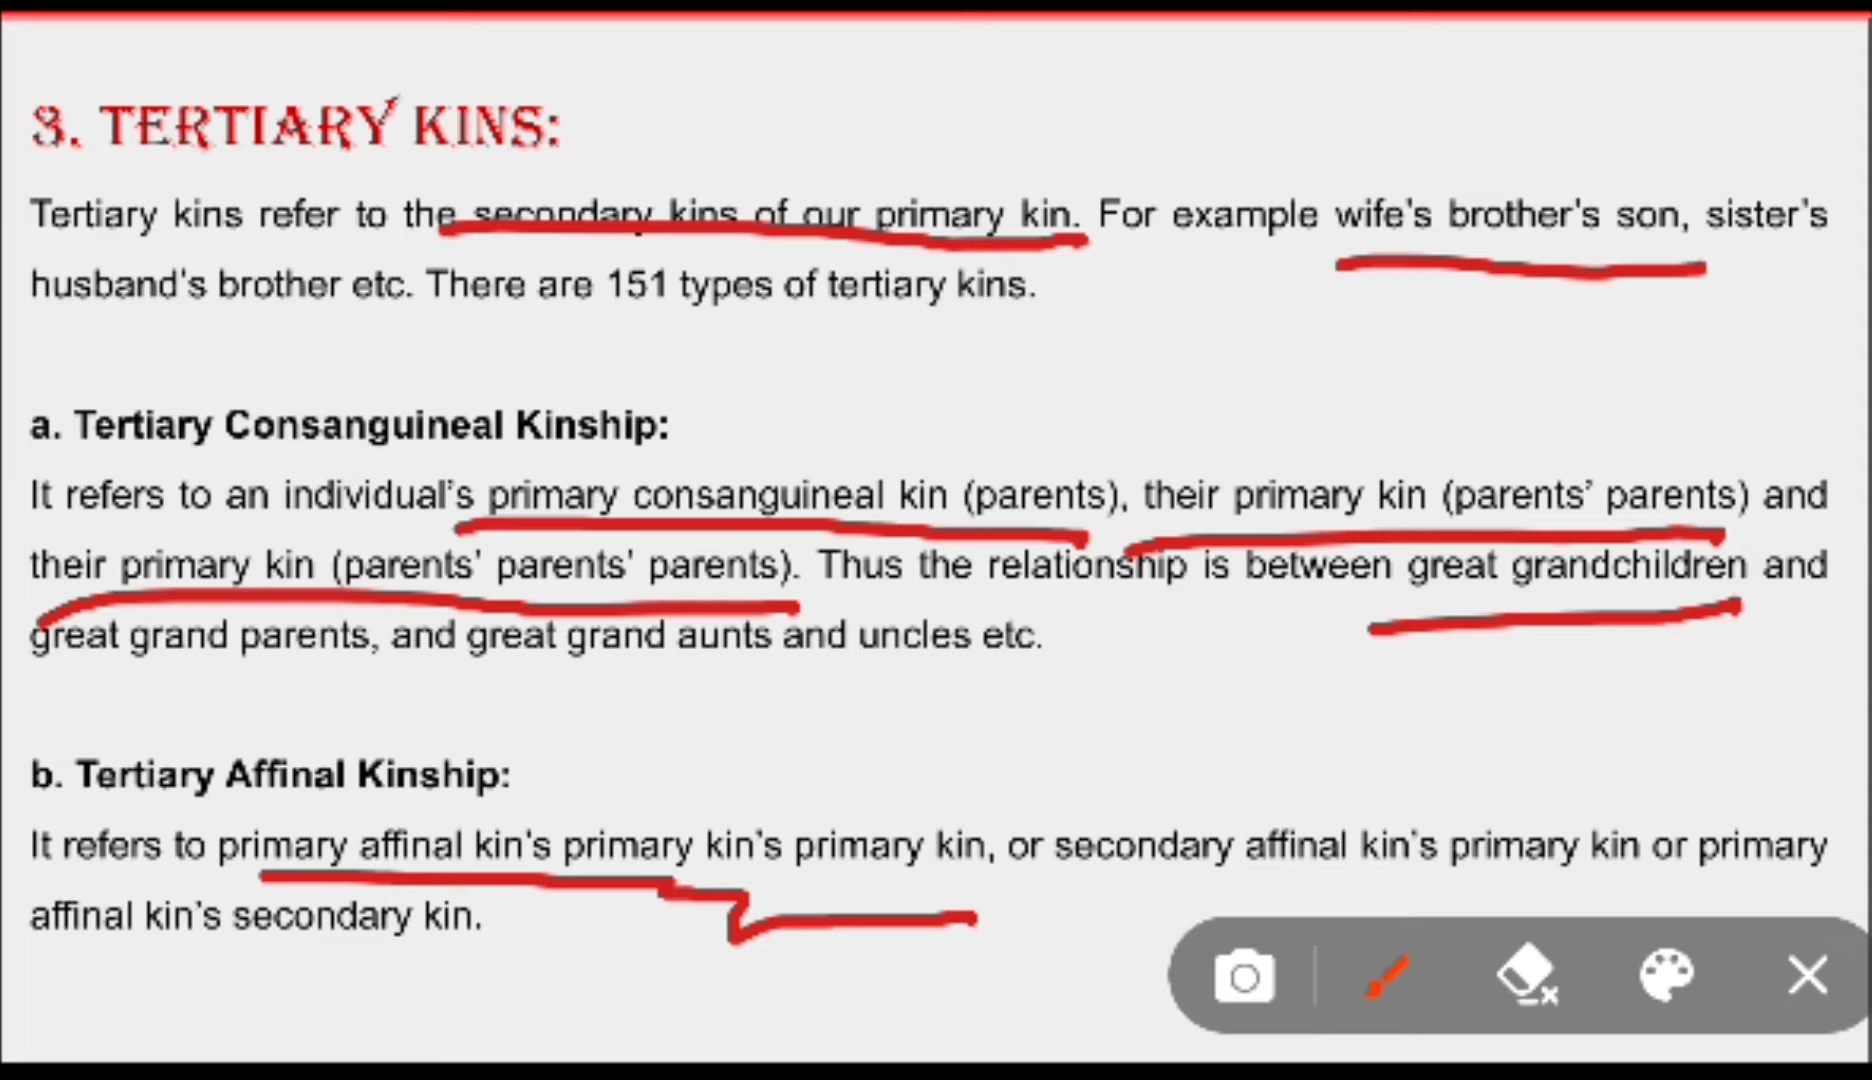 3. TERTIARY KINS:
Tertiary kins refer to the secondary kins of our primary kin. For example wife's brother's son, sister's
husband's brother etc. There are 151 types of tertiary kins.
a. Tertiary Consanguineal Kinship:
It refers to an individual's primary consanguineal kin (parents), their primary kin (parents' parents) and
their primary kin (parents' parents' parents). Thus the relationship is between great grandchildren and
great grand parents, and great grand aunts and uncles etc.
b. Tertiary Affinal Kinship:
It refers to primary affinal kin's primary kin's primary kin, or secondary affinal kin's primary kin or primary
affinal kin's secondary kin.